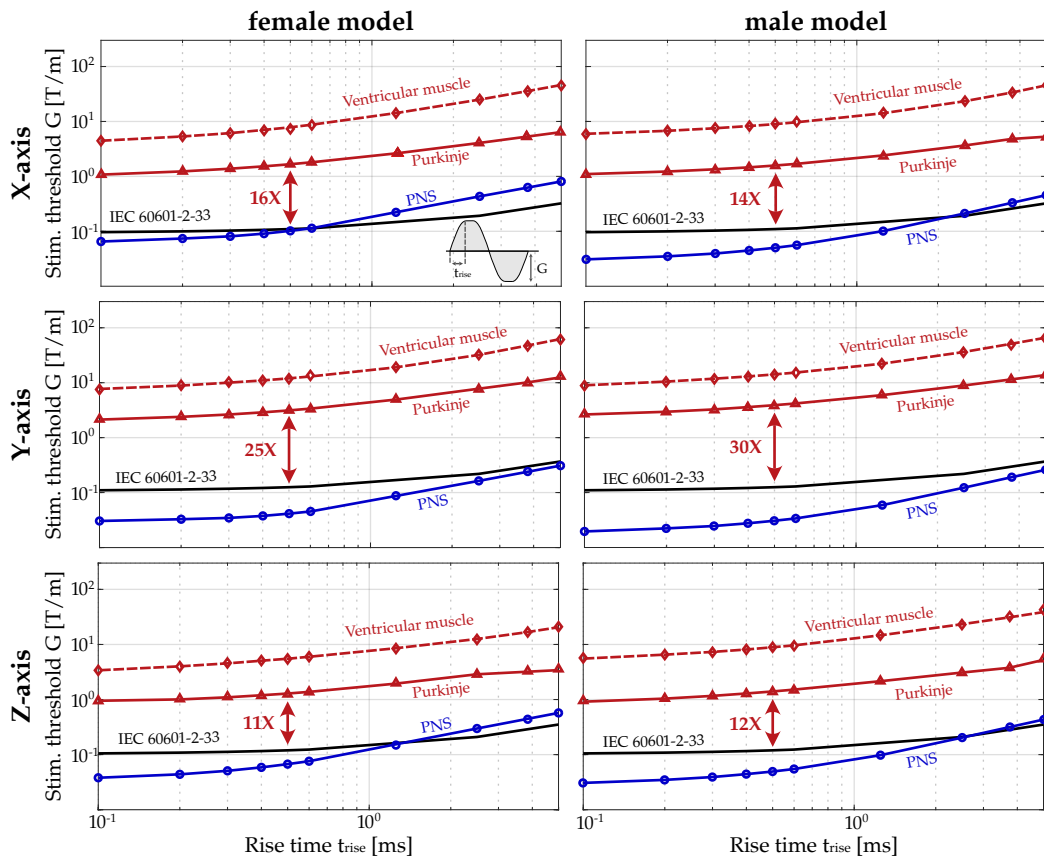 female model
male model
X-axis
Stim. threshold G [T/m]
10²
10¹
10⁰
10⁻¹
Ventricular muscle
Purkinje
16X
PNS
IEC 60601-2-33
trise
G
Ventricular muscle
Purkinje
14X
IEC 60601-2-33
PNS
Y-axis
Stim. threshold G [T/m]
10²
10¹
10⁰
10⁻¹
Ventricular muscle
Purkinje
25X
IEC 60601-2-33
PNS
Ventricular muscle
Purkinje
30X
IEC 60601-2-33
PNS
Z-axis
Stim. threshold G [T/m]
10²
10¹
10⁰
10⁻¹
Ventricular muscle
Purkinje
11X
PNS
IEC 60601-2-33
Ventricular muscle
Purkinje
12X
IEC 60601-2-33
PNS
10⁻¹ 10⁰
Rise time trise [ms]
10⁻¹ 10⁰
Rise time trise [ms]